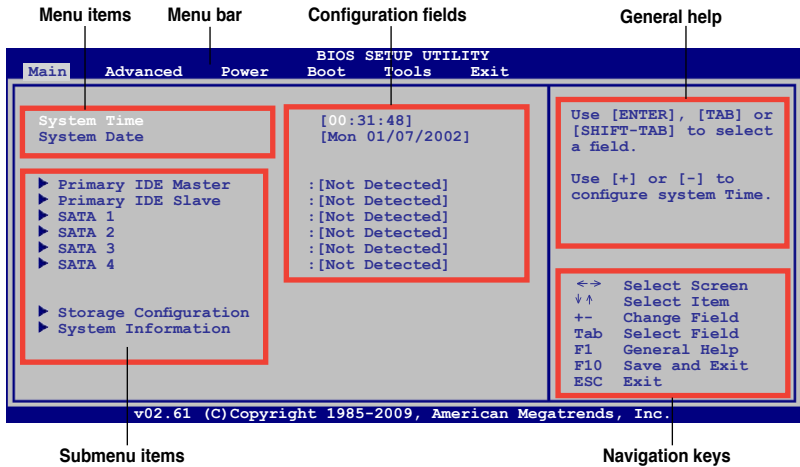 Menu items Menu bar Configuration fields General help
BIOS SETUP UTILITY
Main Advanced Power Boot Tools Exit
System Time [00:31:48]
System Date [Mon 01/07/2002]
Primary IDE Master :[Not Detected]
Primary IDE Slave :[Not Detected]
SATA 1 :[Not Detected]
SATA 2 :[Not Detected]
SATA 3 :[Not Detected]
SATA 4 :[Not Detected]
Storage Configuration
System Information
Use [ENTER], [TAB] or
[SHIFT-TAB] to select
a field.
Use [+] or [-] to
configure system Time.
←→ Select Screen
↓↑ Select Item
+- Change Field
Tab Select Field
F1 General Help
F10 Save and Exit
ESC Exit
v02.61 (C)Copyright 1985-2009, American Megatrends, Inc.
Submenu items Navigation keys